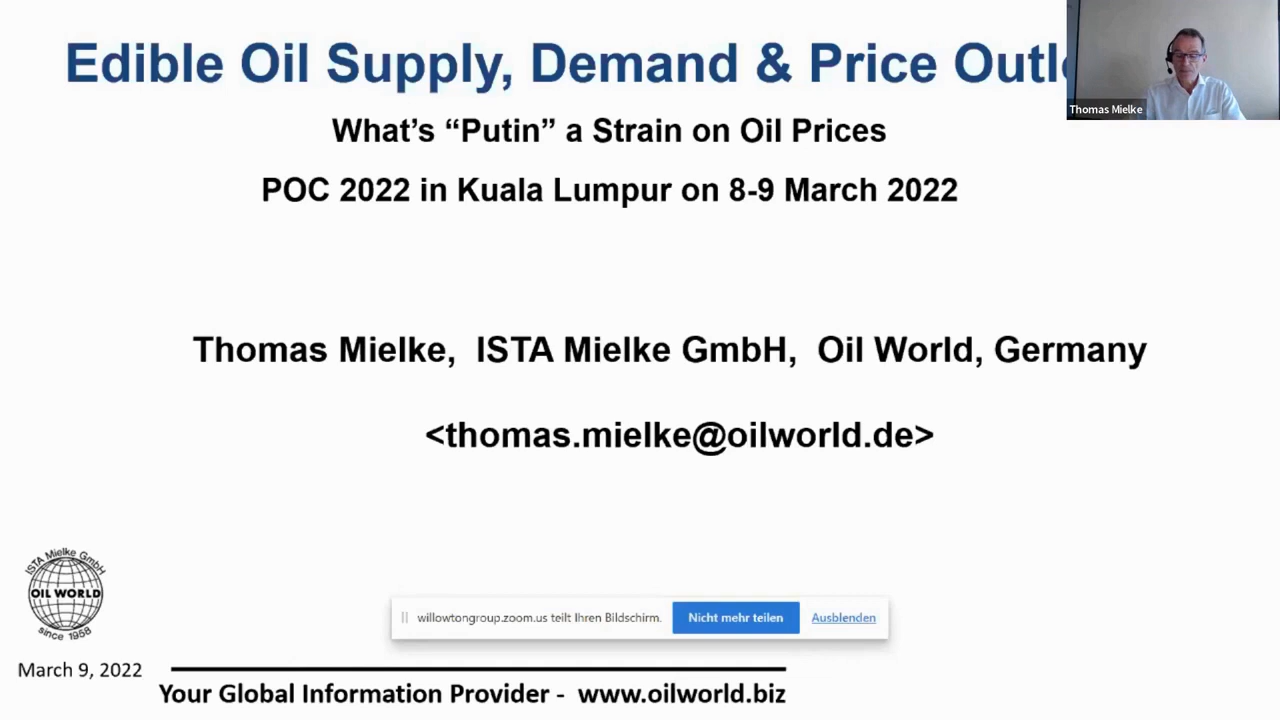 Edible Oil Supply, Demand & Price Outl
Thomas Mielke
What's “Putin” a Strain on Oil Prices
POC 2022 in Kuala Lumpur on 8-9 March 2022
Thomas Mielke, ISTA Mielke GmbH, Oil World, Germany
<thomas.mielke@oilworld.de>
ISTA Mielke GmbH
OIL WORLD
since 1958
willowtongroup.zoom.us teilt Ihren Bildschirm. Nicht mehr teilen Ausblenden
March 9, 2022
Your Global Information Provider - www.oilworld.biz